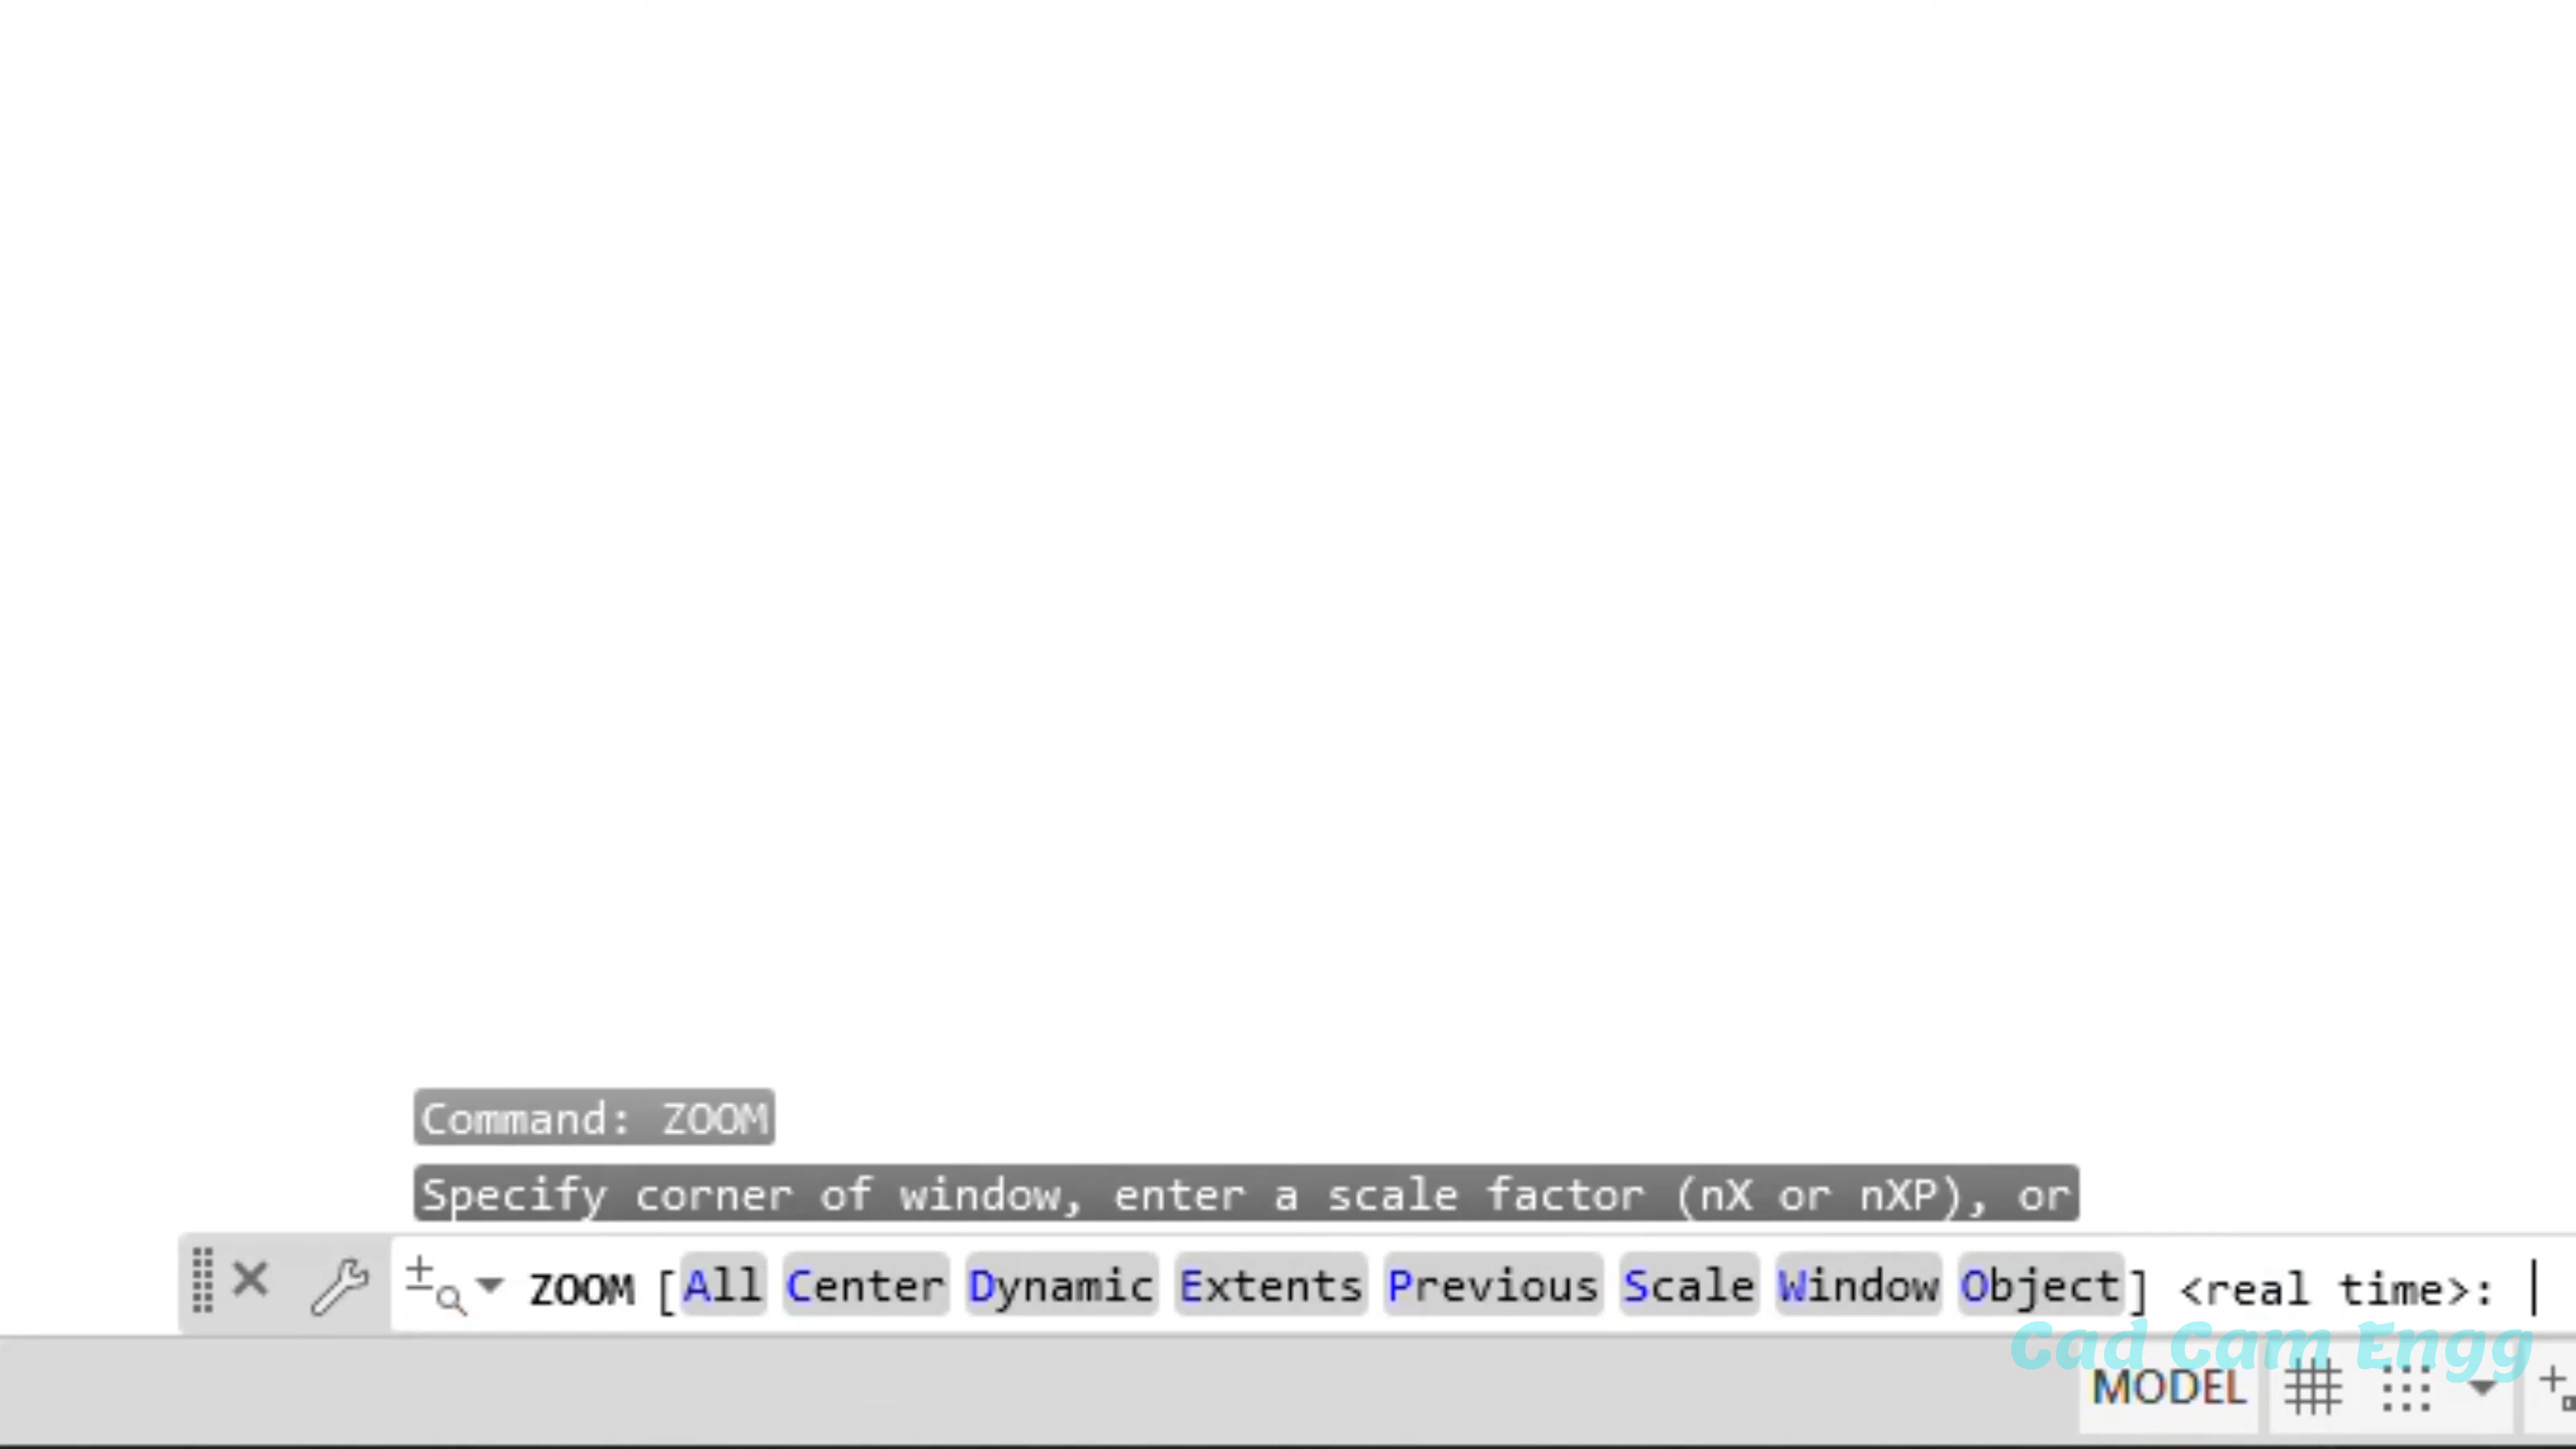 Command: ZOOM
Specify corner of window, enter a scale factor (nX or nXP), or
ZOOM [All Center Dynamic Extents Previous Scale Window Object] <real time>:
Cad Cam Engg
MODEL